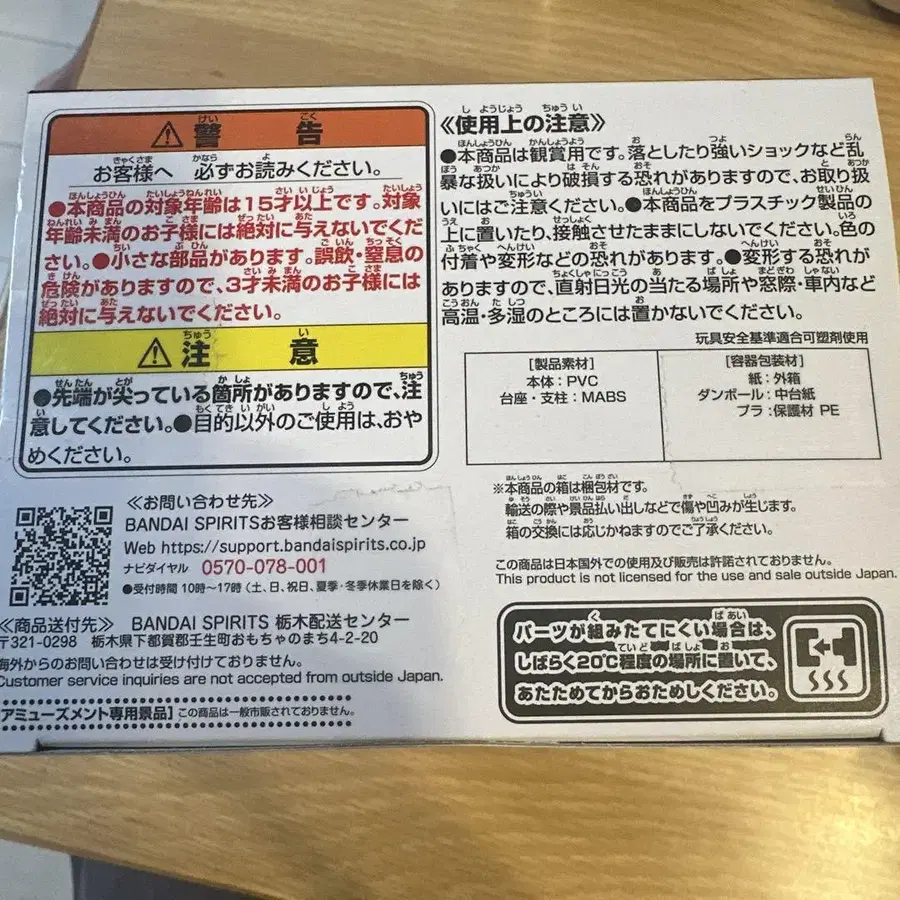 ⚠警告
お客様へ 必ずお読みください。
●本商品の対象年齢は15才以上です。対象
年齢未満のお子様には絶対に与えないでくだ
さい。●小さな部品があります。誤飲・窒息の
危険がありますので、3才未満のお子様には
絶対に与えないでください。
⚠注意
●先端が尖っている箇所がありますので、注
意してください。●目的以外のご使用は、おや
めください。
≪お問い合わせ先≫
BANDAI SPIRITSお客様相談センター
Web https://support.bandaispirits.co.jp
ナビダイヤル 0570-078-001
●受付時間 10時〜17時 (土、日、祝日、夏季・冬季休業日を除く)
≪商品送付先≫ BANDAI SPIRITS 栃木配送センター
〒321-0298 栃木県下都賀郡壬生町おもちゃのまち4-2-20
海外からのお問い合わせは受け付けておりません。
Customer service inquiries are not accepted from outside Japan.
[アミューズメント専用景品] この商品は一般市販されておりません。
≪使用上の注意≫
●本商品は観賞用です。落としたり強いショックなど乱
暴な扱いにより破損する恐れがありますので、お取り扱
いにはご注意ください。●本商品をプラスチック製品の
上に置いたり、接触させたままにしないでください。色の
付着や変形などの恐れがあります。●変形する恐れが
ありますので、直射日光の当たる場所や窓際・車内など
高温・多湿のところには置かないでください。
玩具安全基準適合可塑剤使用
[製品素材]
本体：PVC
台座・支柱：MABS
[容器包装材]
紙：外箱
ダンボール：中台紙
プラ：保護材 PE
※本商品の箱は梱包材です。
輸送の際や景品払い出しなどで傷や凹みが生じます。
箱の交換には応じかねますのでご了承ください。
この商品は日本国外での使用及び販売は許諾されておりません。
This product is not licensed for the use and sale outside Japan.
パーツが組みたてにくい場合は、
しばらく20℃程度の場所に置いて、
あたためてからおためしください。